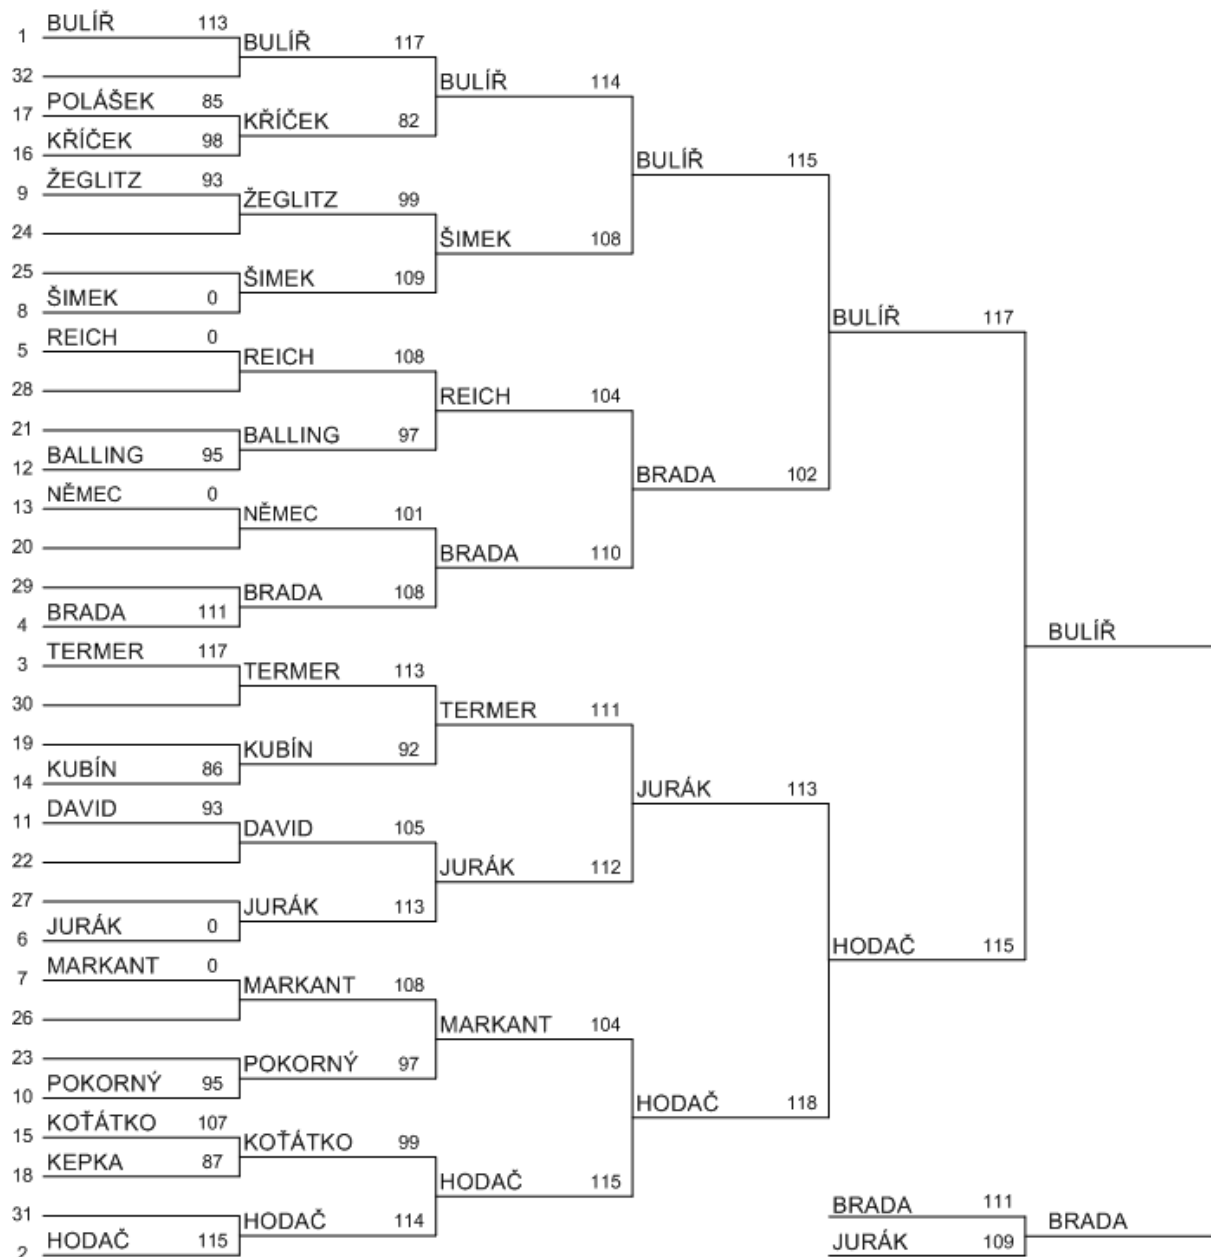 1 BULÍŘ 113
32
17 POLÁŠEK 85
16 KŘÍČEK 98
9 ŽEGLITZ 93
24
25
8 ŠIMEK 0
5 REICH 0
28
21
12 BALLING 95
13 NĚMEC 0
20
29
4 BRADA 111
3 TERMER 117
30
19
14 KUBÍN 86
11 DAVID 93
22
27
6 JURÁK 0
7 MARKANT 0
26
23
10 POKORNÝ 95
15 KOŤÁTKO 107
18 KEPKA 87
31
2 HODAČ 115
BULÍŘ 117
KŘÍČEK 82
ŽEGLITZ 99
ŠIMEK 109
REICH 108
BALLING 97
NĚMEC 101
BRADA 108
TERMER 113
KUBÍN 92
DAVID 105
JURÁK 113
MARKANT 108
POKORNÝ 97
KOŤÁTKO 99
HODAČ 114
BULÍŘ 114
ŠIMEK 108
REICH 104
BRADA 110
TERMER 111
JURÁK 112
MARKANT 104
HODAČ 115
BULÍŘ 115
BRADA 102
JURÁK 113
HODAČ 118
BULÍŘ 117
HODAČ 115
BULÍŘ
BRADA 111
JURÁK 109
BRADA